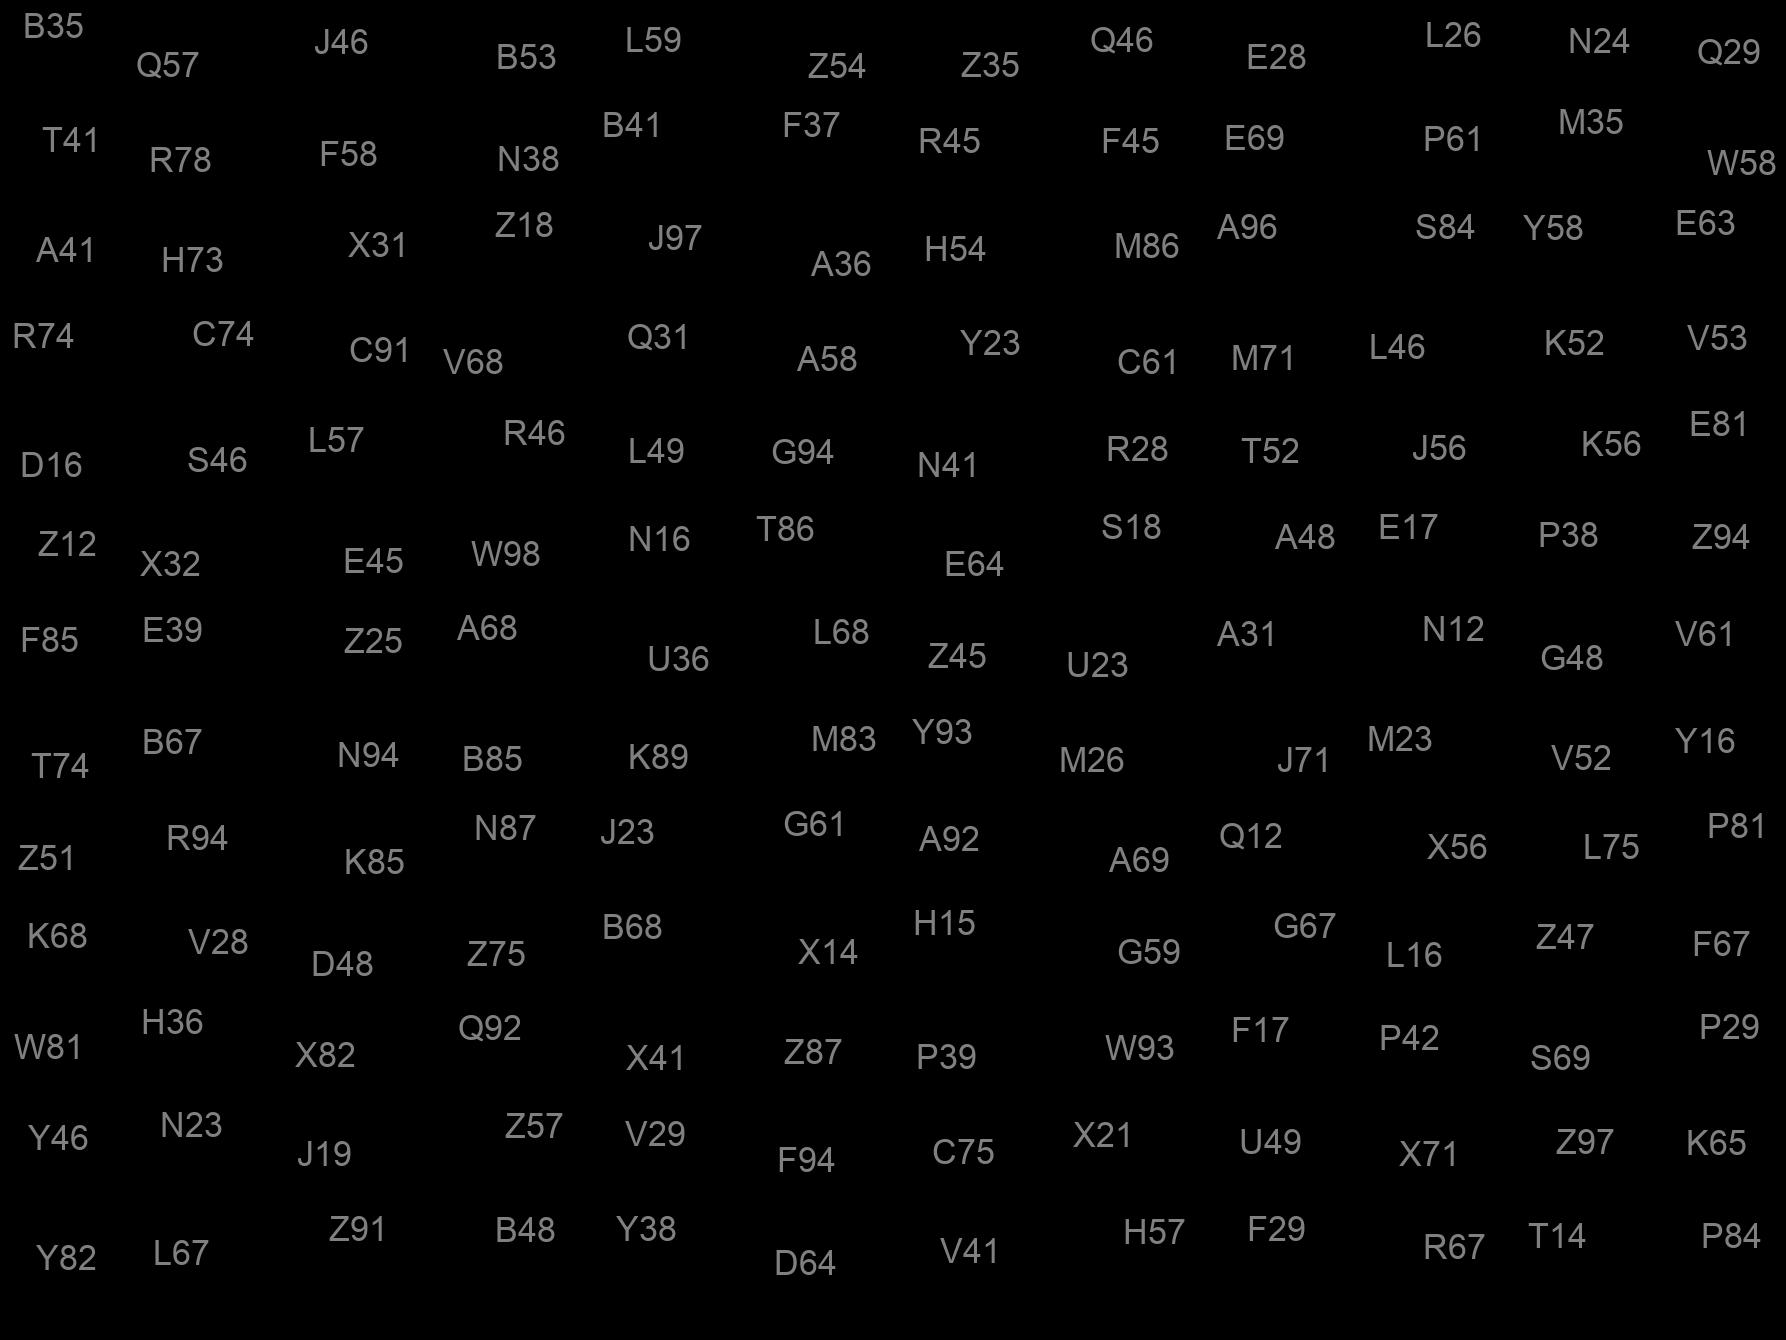 B35 Q57 J46 B53 L59 Z54 Z35 Q46 E28 L26 N24 Q29
T41 R78 F58 N38 B41 F37 R45 F45 E69 P61 M35 W58
A41 H73 X31 Z18 J97 A36 H54 M86 A96 S84 Y58 E63
R74 C74 C91 V68 Q31 A58 Y23 C61 M71 L46 K52 V53
D16 S46 L57 R46 L49 G94 N41 R28 T52 J56 K56 E81
Z12 X32 E45 W98 N16 T86 E64 S18 A48 E17 P38 Z94
F85 E39 Z25 A68 U36 L68 Z45 U23 A31 N12 G48 V61
T74 B67 N94 B85 K89 M83 Y93 M26 J71 M23 V52 Y16
Z51 R94 K85 N87 J23 G61 A92 A69 Q12 X56 L75 P81
K68 V28 D48 Z75 B68 X14 H15 G59 G67 L16 Z47 F67
W81 H36 X82 Q92 X41 Z87 P39 W93 F17 P42 S69 P29
Y46 N23 J19 Z57 V29 F94 C75 X21 U49 X71 Z97 K65
Y82 L67 Z91 B48 Y38 D64 V41 H57 F29 R67 T14 P84